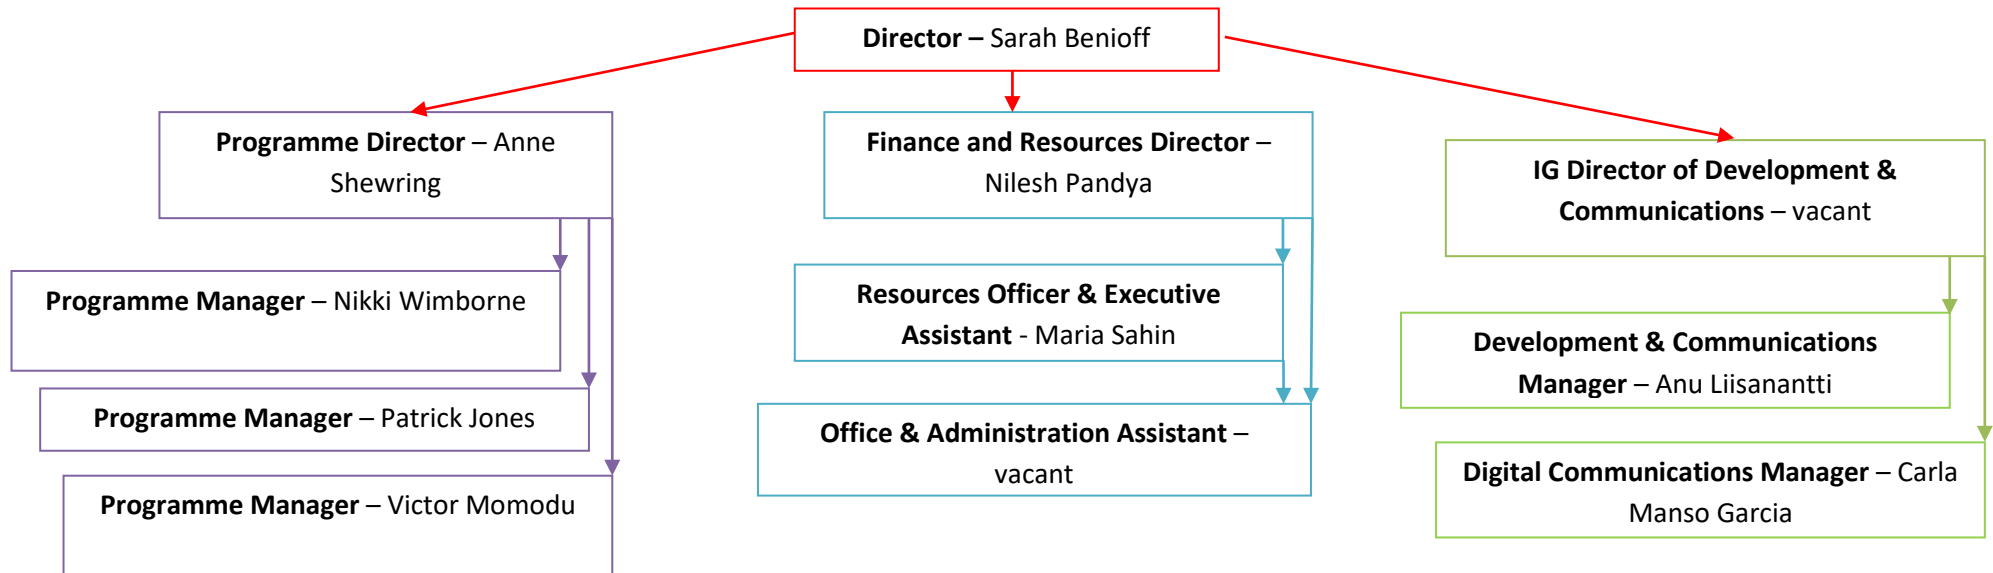 Director – Sarah Benioff
Programme Director – Anne
Shewring
Finance and Resources Director –
Nilesh Pandya
IG Director of Development &
Communications – vacant
Programme Manager – Nikki Wimborne
Resources Officer & Executive
Assistant - Maria Sahin
Development & Communications
Manager – Anu Liisanantti
Programme Manager – Patrick Jones
Office & Administration Assistant –
vacant
Digital Communications Manager – Carla
Manso Garcia
Programme Manager – Victor Momodu